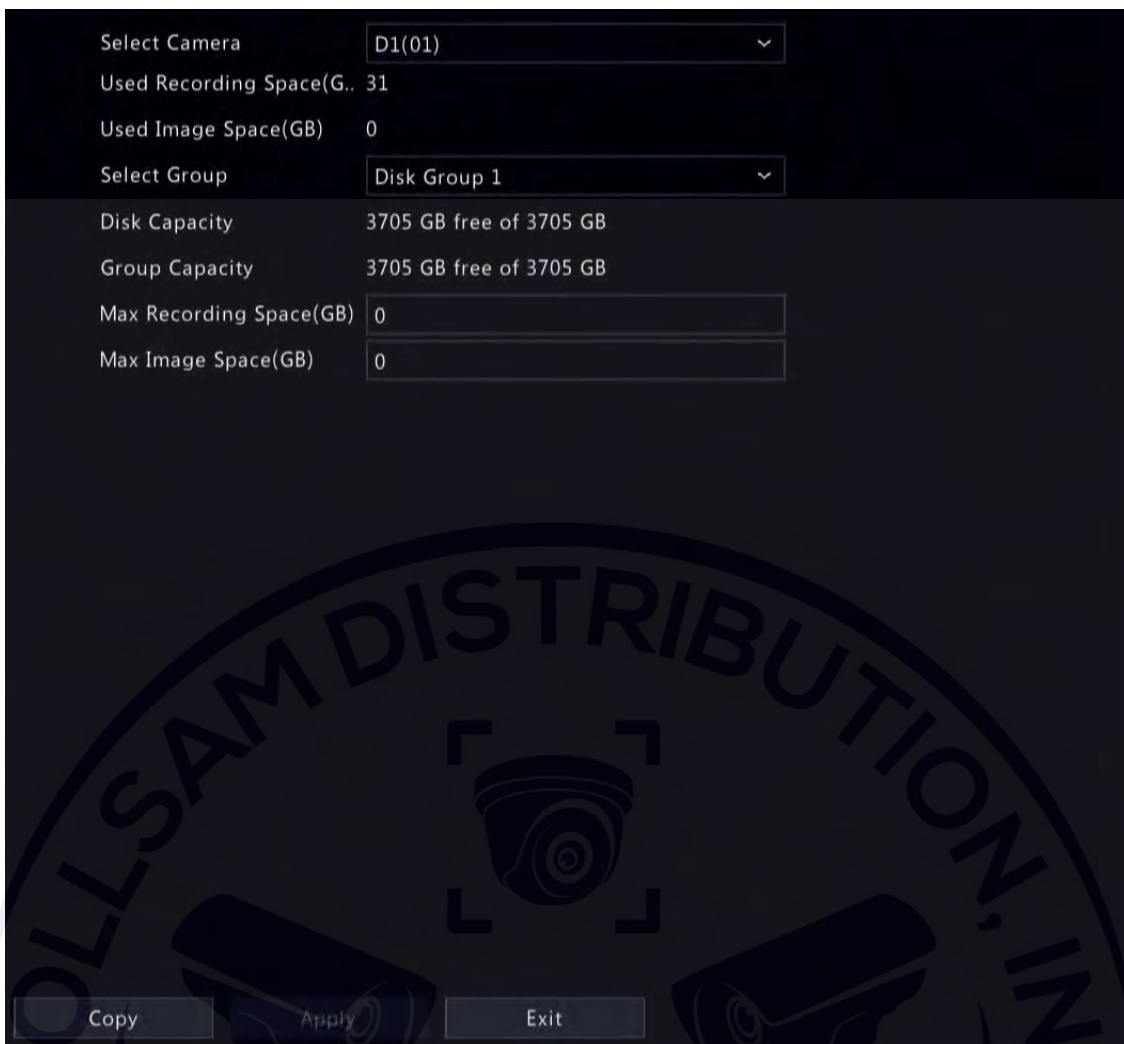 Select Camera D1(01)
Used Recording Space(G.. 31
Used Image Space(GB) 0
Select Group Disk Group 1
Disk Capacity 3705 GB free of 3705 GB
Group Capacity 3705 GB free of 3705 GB
Max Recording Space(GB) 0
Max Image Space(GB) 0
OLLSAM DISTRIBUTION, IN
Copy Apply Exit